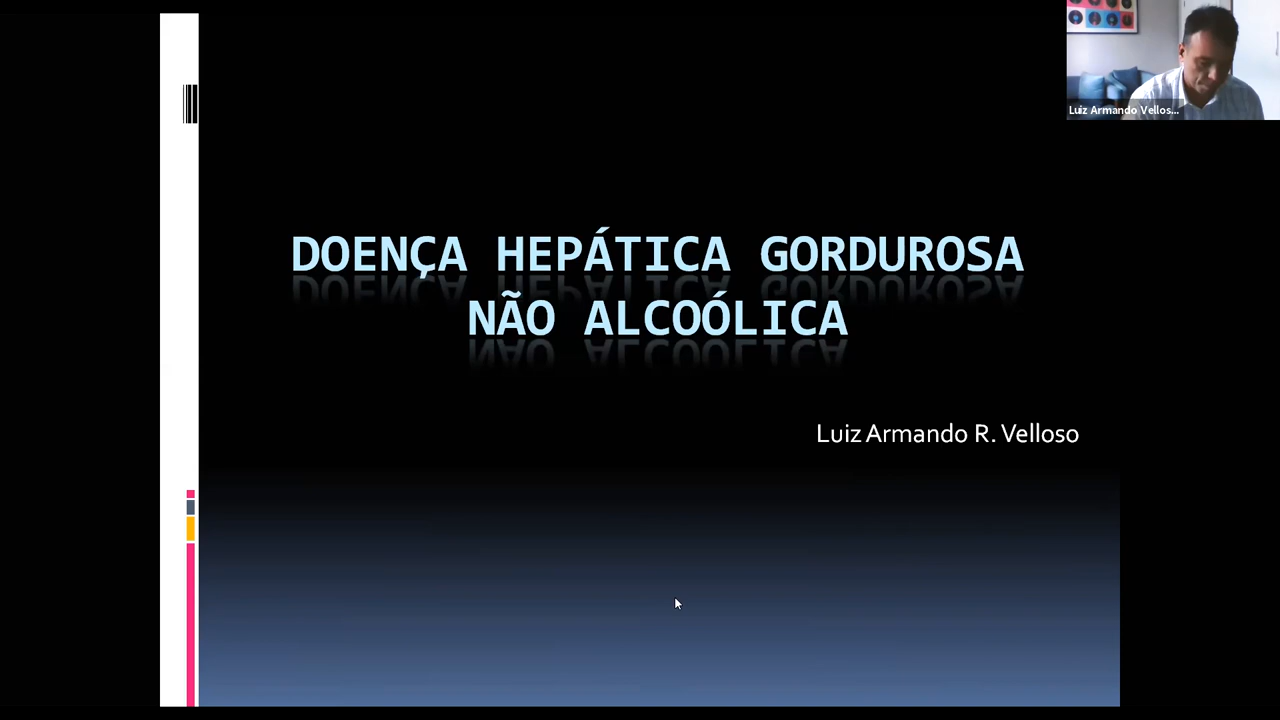 Luiz Armando Vellos...
DOENÇA HEPÁTICA GORDUROSA
NÃO ALCOÓLICA
Luiz Armando R. Velloso